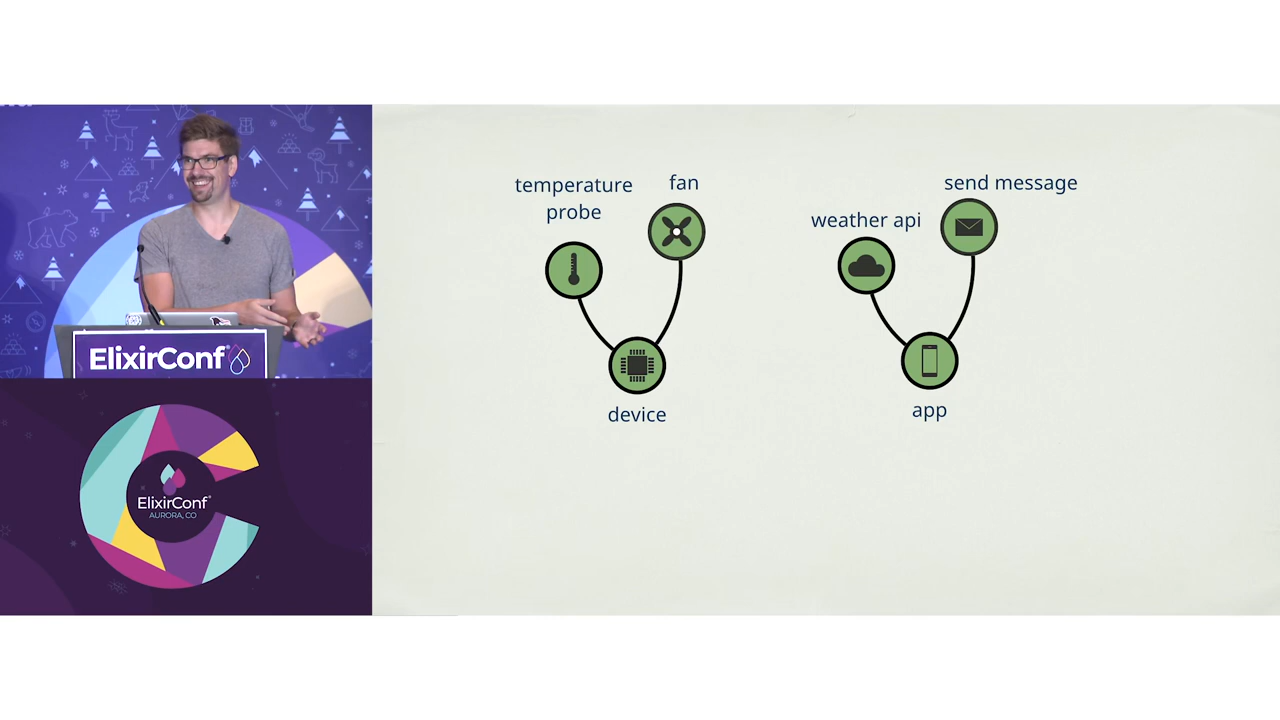 temperature
probe
fan
device
weather api
send message
app
ElixirConf
ElixirConf
AURORA, CO